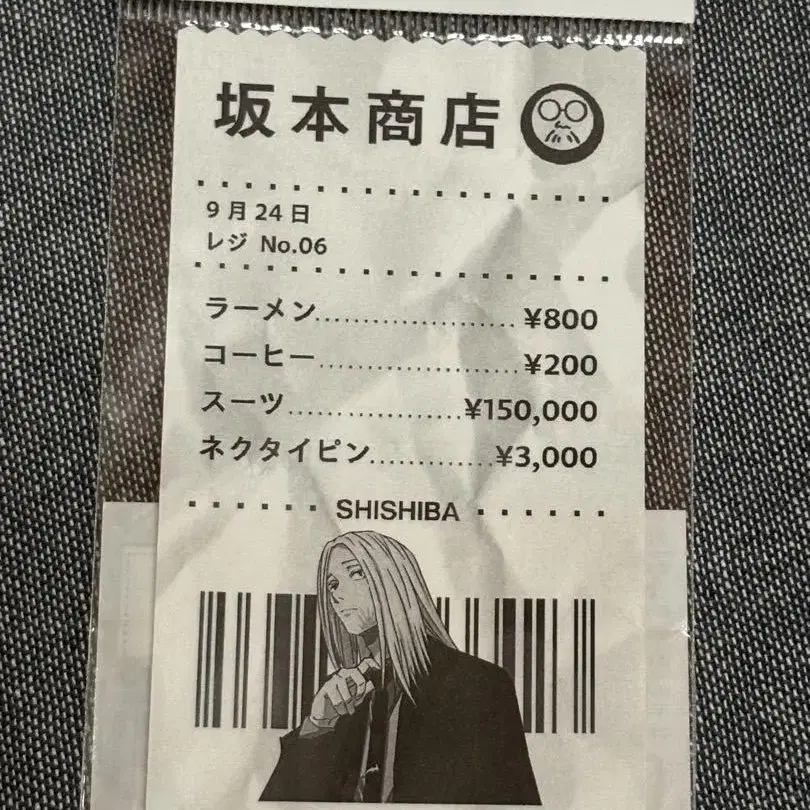 坂本商店
9月24日
レジ No.06
ラーメン.....................¥800
コーヒー.....................¥200
スーツ..................¥150,000
ネクタイピン.............¥3,000
SHISHIBA